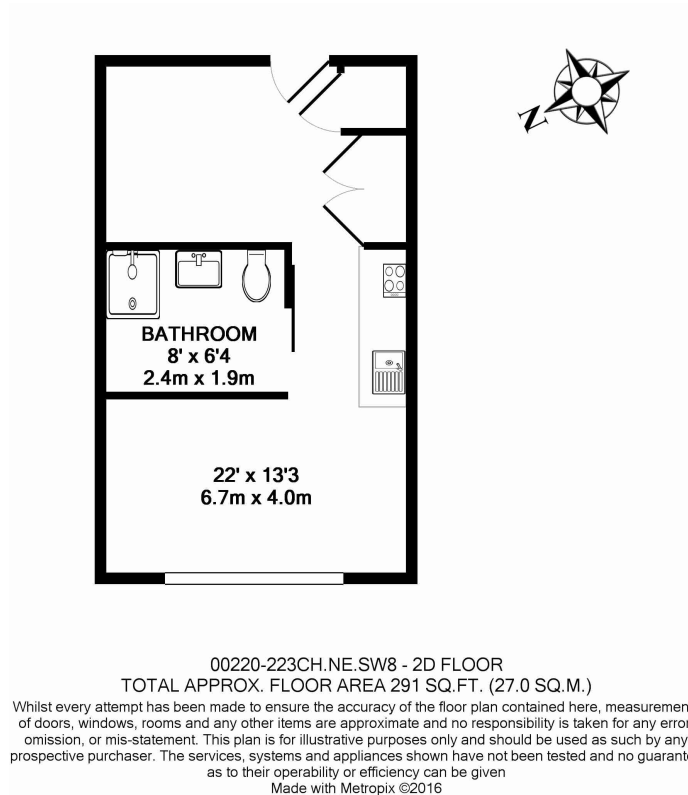 N
BATHROOM
8' x 6'4
2.4m x 1.9m
22' x 13'3
6.7m x 4.0m
00220-223CH.NE.SW8 - 2D FLOOR
TOTAL APPROX. FLOOR AREA 291 SQ.FT. (27.0 SQ.M.)
Whilst every attempt has been made to ensure the accuracy of the floor plan contained here, measuremen
of doors, windows, rooms and any other items are approximate and no responsibility is taken for any error
omission, or mis-statement. This plan is for illustrative purposes only and should be used as such by any
prospective purchaser. The services, systems and appliances shown have not been tested and no guarante
as to their operability or efficiency can be given
Made with Metropix ©2016